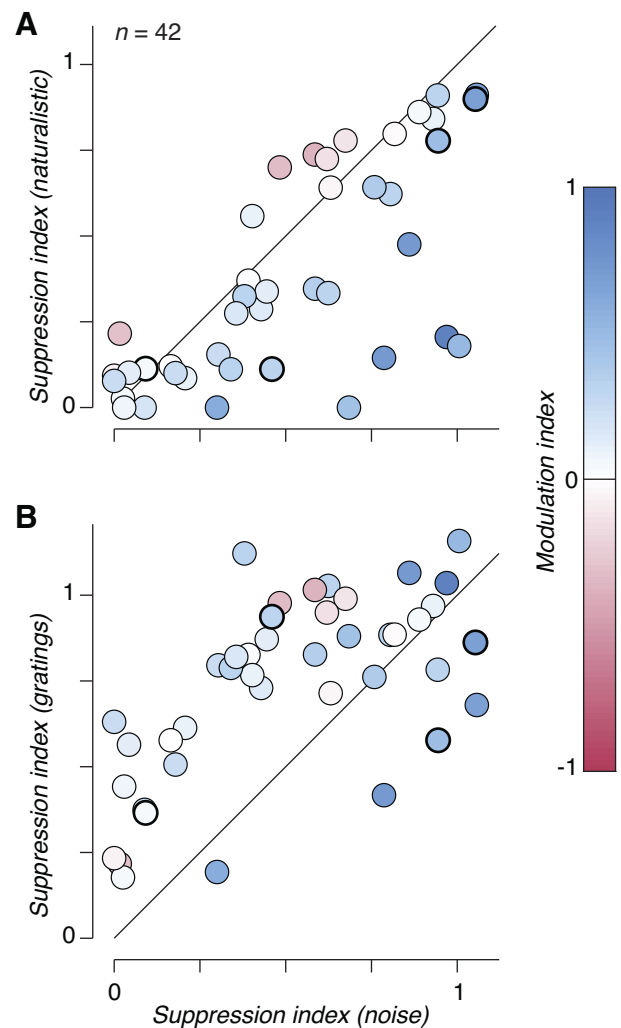 A
n = 42
1
Suppression index (naturalistic)
0
1
Modulation index
0
-1
B
1
Suppression index (gratings)
0
0
1
Suppression index (noise)